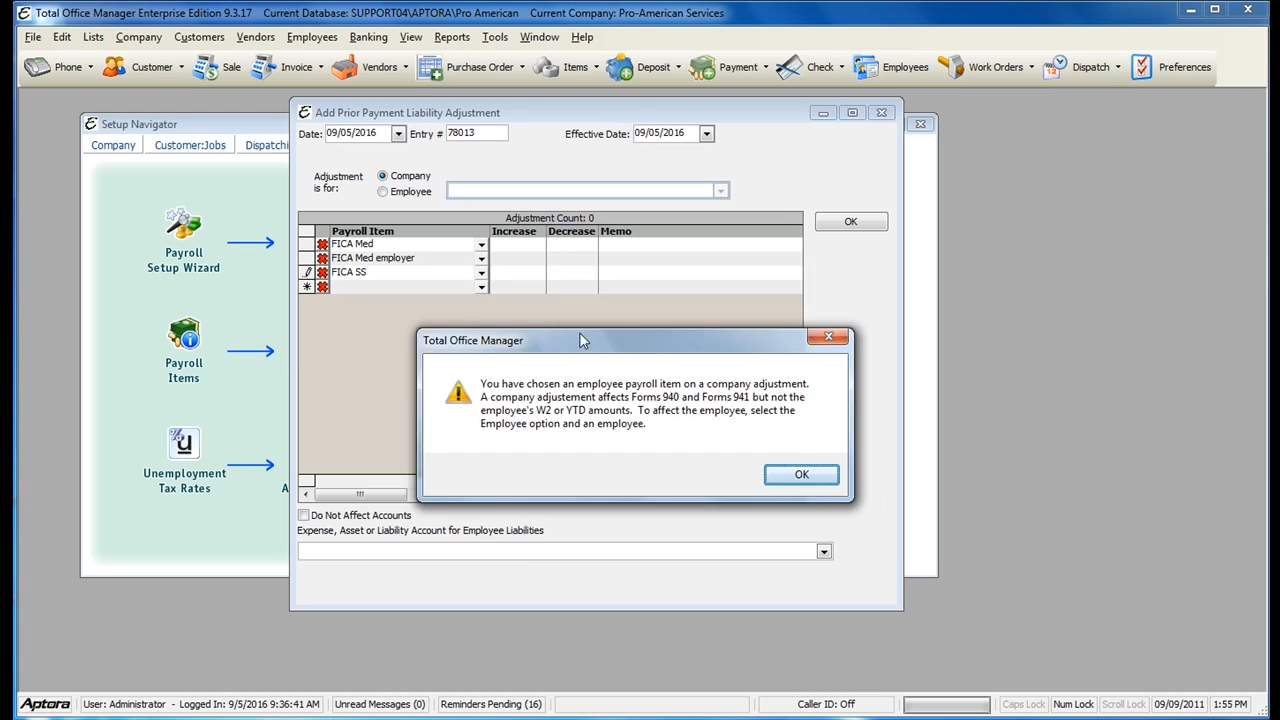 Total Office Manager Enterprise Edition 9.3.17 Current Database: SUPPORT04\APTORA\Pro American Current Company: Pro-American Services
File Edit Lists Company Customers Vendors Employees Banking View Reports Tools Window Help
Phone Customer Sale Invoice Vendors Purchase Order Items Deposit Payment Check Employees Work Orders Dispatch Preferences
Setup Navigator
Company Customer:Jobs Dispatchi
Payroll
Setup Wizard
Payroll
Items
Unemployment
Tax Rates
A
Add Prior Payment Liability Adjustment
Date: 09/05/2016 Entry # 78013 Effective Date: 09/05/2016
Adjustment
is for:
Company
Employee
Adjustment Count: 0
OK
Payroll Item Increase Decrease Memo
FICA Med
FICA Med employer
FICA SS
Total Office Manager
You have chosen an employee payroll item on a company adjustment.
A company adjustement affects Forms 940 and Forms 941 but not the
employee's W2 or YTD amounts. To affect the employee, select the
Employee option and an employee.
OK
Do Not Affect Accounts
Expense, Asset or Liability Account for Employee Liabilities
Aptora User: Administrator - Logged In: 9/5/2016 9:36:41 AM Unread Messages (0) Reminders Pending (16) Caller ID: Off Caps Lock Num Lock Scroll Lock 09/09/2011 1:55 PM